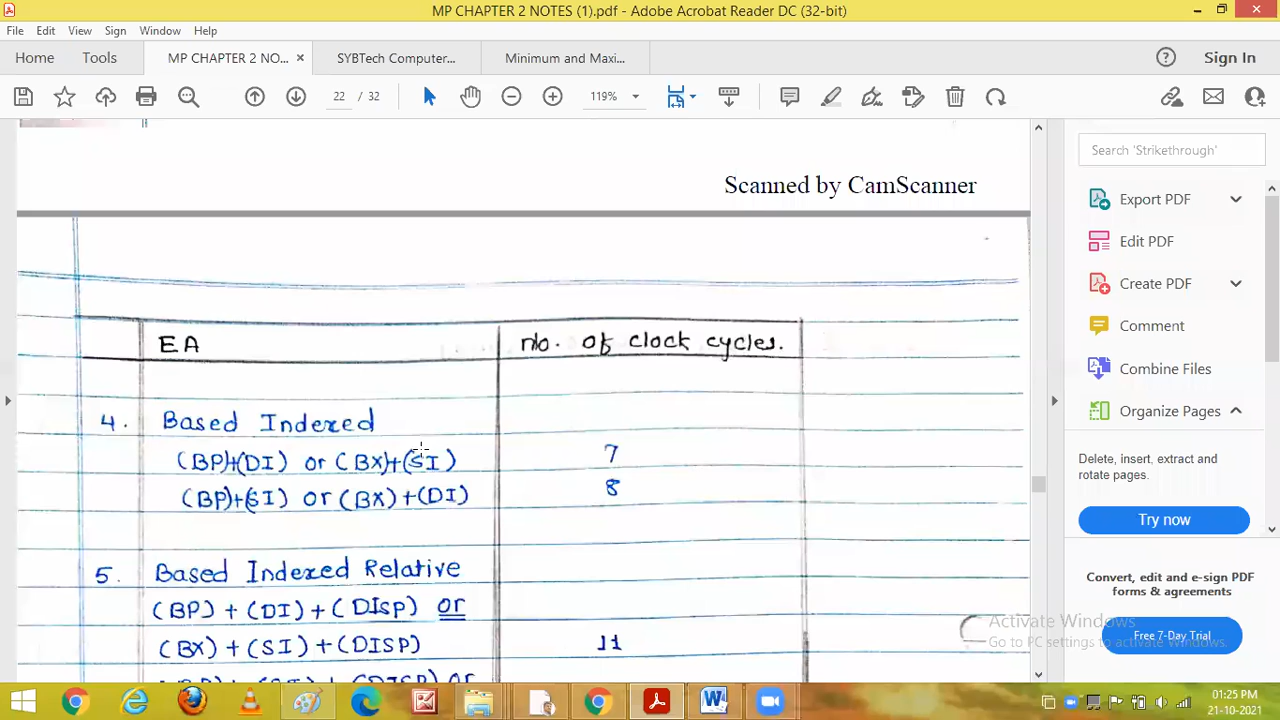 MP CHAPTER 2 NOTES (1).pdf - Adobe Acrobat Reader DC (32-bit)
File Edit View Sign Window Help
Home Tools MP CHAPTER 2 NO... × SYBTech Computer... Minimum and Maxi... Sign In
22 / 32 119%
Search 'Strikethrough'
Scanned by CamScanner
Export PDF
Edit PDF
Create PDF
Comment
Combine Files
Organize Pages
Delete, insert, extract and
rotate pages.
Try now
Convert, edit and e-sign PDF
forms & agreements
Free 7-Day Trial
Activate Windows
Go to PC settings to activate Windows.
EA No. of clock cycles.
4. Based Indexed
(BP)+(DI) or (BX)+(SI) 7
(BP)+(SI) or (BX)+(DI) 8
5. Based Indexed Relative
(BP) + (DI) + (DISP) or
(BX) + (SI) + (DISP) 11
01:25 PM
21-10-2021